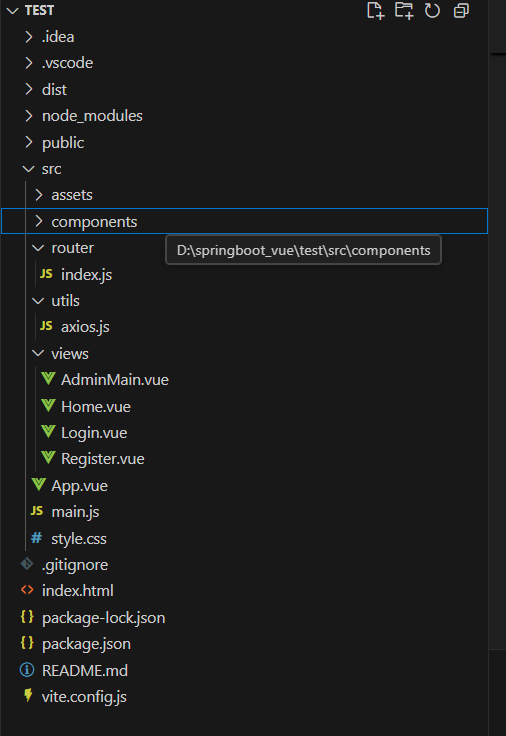 TEST
.idea
.vscode
dist
node_modules
public
src
assets
components
router
D:\springboot_vue\test\src\components
JS index.js
utils
JS axios.js
views
AdminMain.vue
Home.vue
Login.vue
Register.vue
App.vue
JS main.js
# style.css
.gitignore
<> index.html
{ } package-lock.json
{ } package.json
README.md
vite.config.js